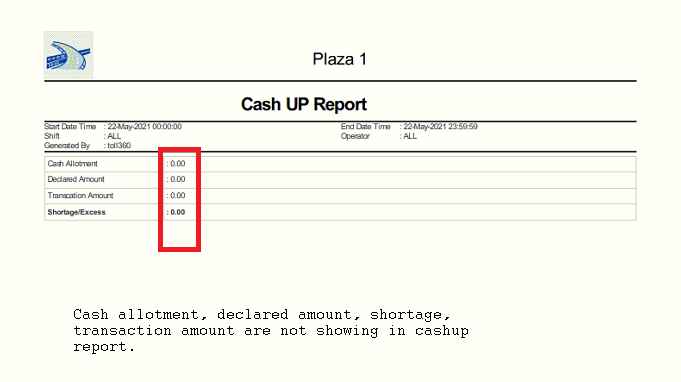 Plaza 1
Cash UP Report
Start Date Time : 22-May-2021 00:00:00 End Date Time : 22-May-2021 23:59:59
Shift : ALL Operator : ALL
Generated By : toll360
Cash Allotment : 0.00
Declared Amount : 0.00
Transcation Amount : 0.00
Shortage/Excess : 0.00
Cash allotment, declared amount, shortage,
transaction amount are not showing in cashup
report.